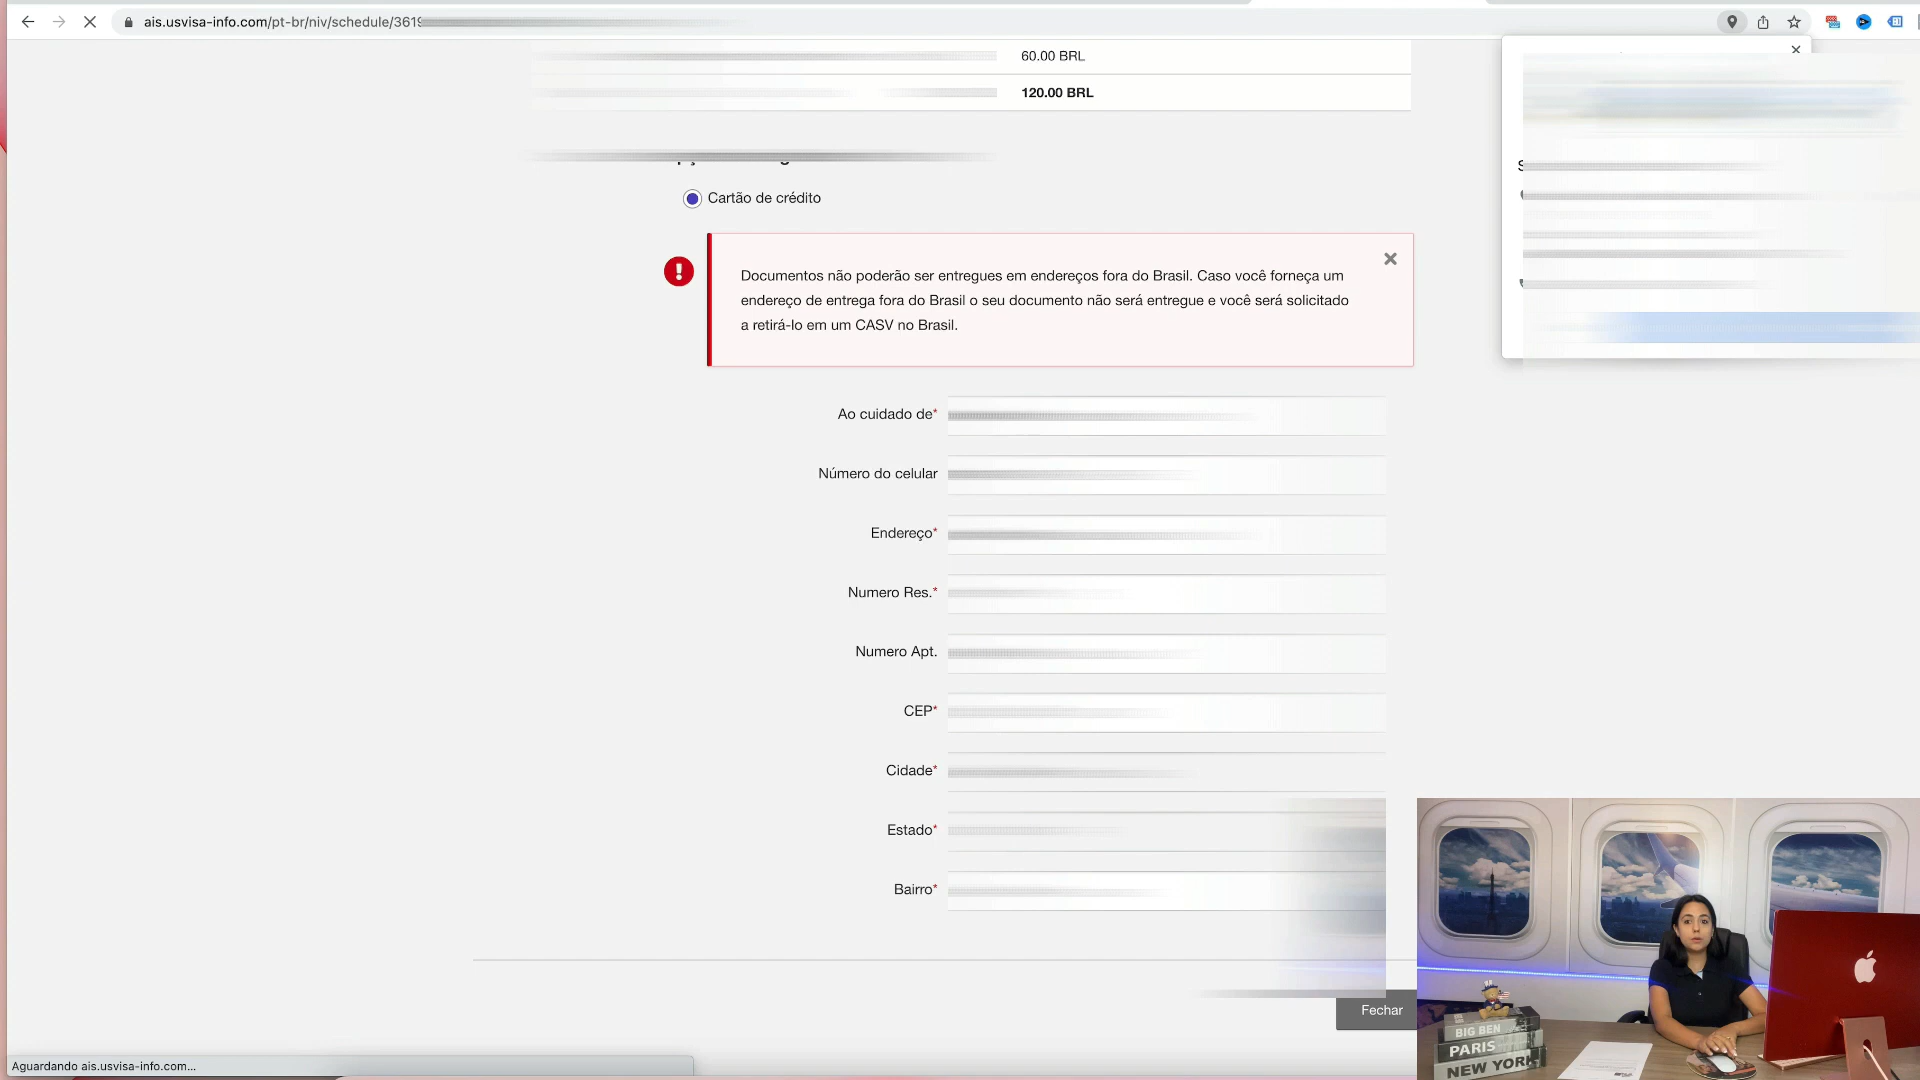 ais.usvisa-info.com/pt-br/niv/schedule/3619
60.00 BRL
120.00 BRL
Cartão de crédito
Documentos não poderão ser entregues em endereços fora do Brasil. Caso você forneça um
endereço de entrega fora do Brasil o seu documento não será entregue e você será solicitado
a retirá-lo em um CASV no Brasil.
Ao cuidado de*
Número do celular
Endereço*
Numero Res.*
Numero Apt.
CEP*
Cidade*
Estado*
Bairro*
Fechar
BIG BEN
PARIS
NEW YORK
Aguardando ais.usvisa-info.com...